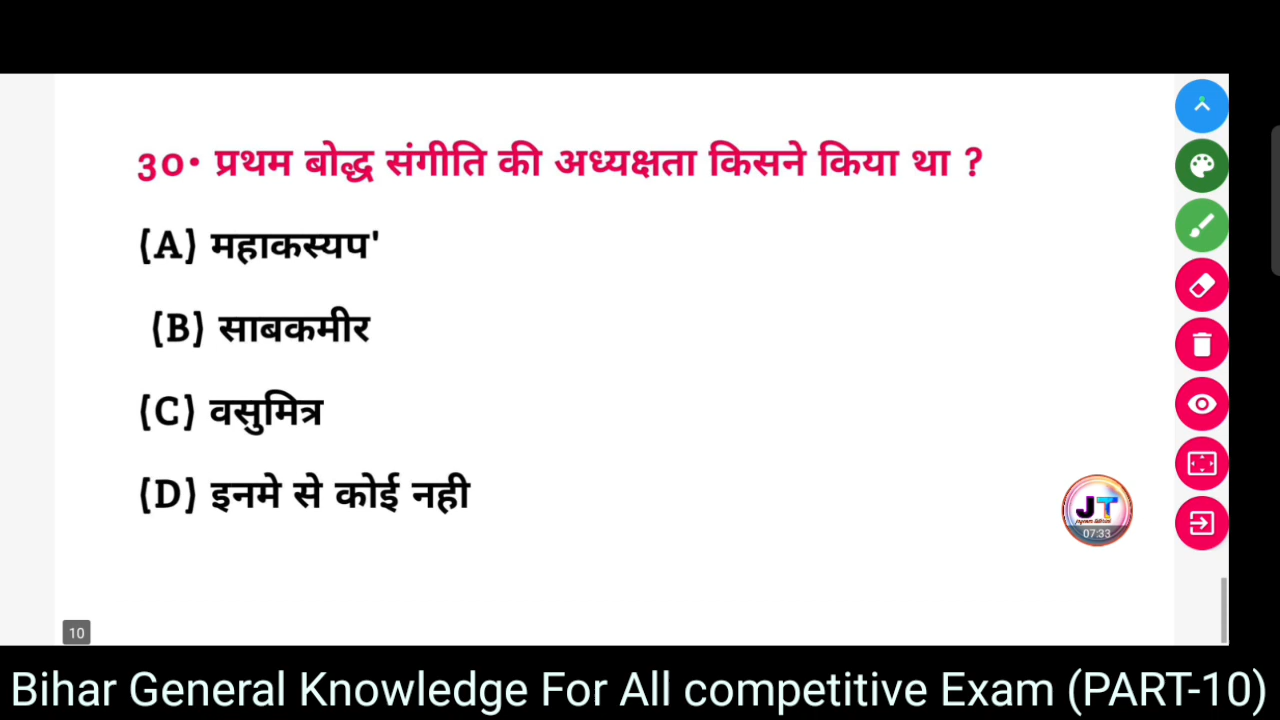 30• प्रथम बोद्ध संगीति की अध्यक्षता किसने किया था ?
(A) महाकस्यप'
(B) साबकमीर
(C) वसुमित्र
(D) इनमे से कोई नही
JT
07:33
10
Bihar General Knowledge For All competitive Exam (PART-10)